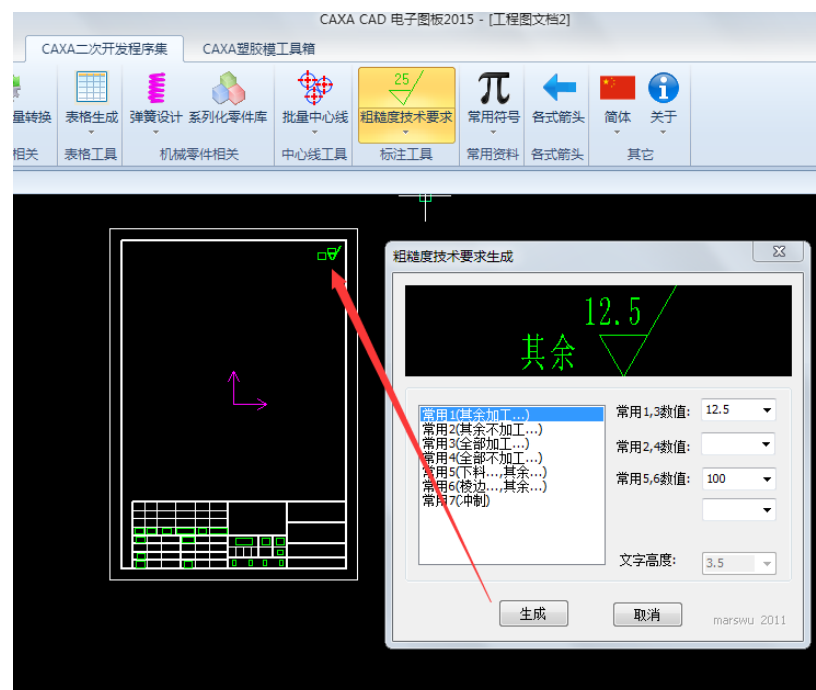 CAXA CAD 电子图板2015 - [工程图文档2]
CAXA二次开发程序集 CAXA塑胶模工具箱
量转换 表格生成 弹簧设计 系列化零件库 批量中心线 25 粗糙度技术要求 π 常用符号 各式箭头 简体 关于
相关 表格工具 机械零件相关 中心线工具 标注工具 常用资料 各式箭头 其它
粗糙度技术要求生成
12.5
其余
常用1(其余加工...) 常用1,3数值: 12.5
常用2(其余不加工...)
常用3(全部加工...) 常用2,4数值:
常用4(全部不加工...)
常用5(下料...,其余...) 常用5,6数值: 100
常用6(棱边...,其余...)
常用7(冲制)
文字高度: 3.5
生成 取消 marswu 2011